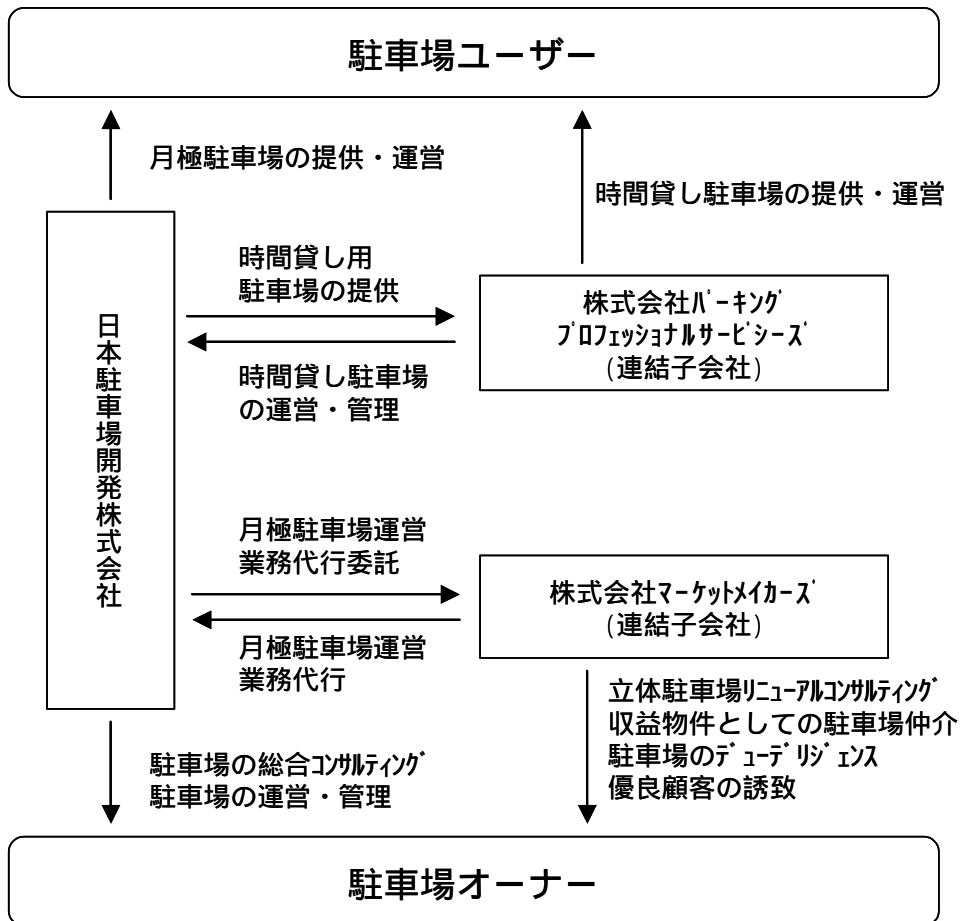 駐車場ユーザー
月極駐車場の提供・運営
時間貸し駐車場の提供・運営
時間貸し用
駐車場の提供
株式会社ﾊﾟｰｷﾝｸﾞ
ﾌﾟﾛﾌｪｯｼｮﾅﾙｻｰﾋﾞｼｰｽﾞ
(連結子会社)
日本駐車場開発株式会社
時間貸し駐車場
の運営・管理
月極駐車場運営
業務代行委託
株式会社ﾏｰｹｯﾄﾒｲｶｰｽﾞ
(連結子会社)
月極駐車場運営
業務代行
立体駐車場ﾘﾆｭｰｱﾙｺﾝｻﾙﾃｨﾝｸﾞ
収益物件としての駐車場仲介
駐車場のﾃﾞｭｰﾃﾞﾘｼﾞｪﾝｽ
優良顧客の誘致
駐車場の総合ｺﾝｻﾙﾃｨﾝｸﾞ
駐車場の運営・管理
駐車場オーナー